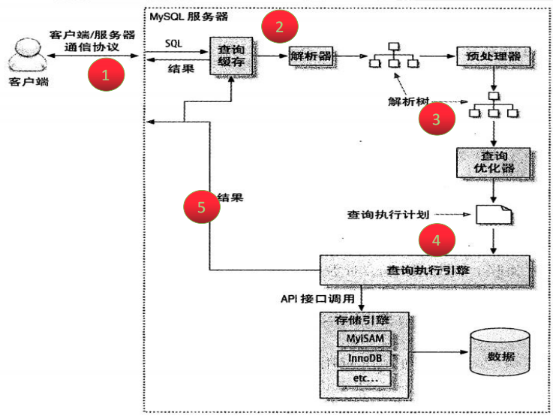 MySQL 服务器
客户端/服务器
通信协议
客户端
1
SQL
结果
查询
缓存
2
解析器
预处理器
解析树
3
查询
优化器
查询执行计划
4
5
结果
查询执行引擎
API 接口调用
存储引擎
MyISAM
InnoDB
etc...
数据